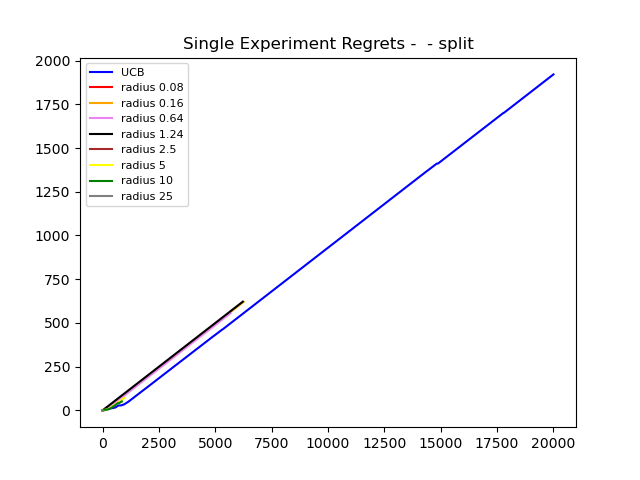 Single Experiment Regrets -  - split
2000
1750
1500
1250
1000
750
500
250
0
UCB
radius 0.08
radius 0.16
radius 0.64
radius 1.24
radius 2.5
radius 5
radius 10
radius 25
0 2500 5000 7500 10000 12500 15000 17500 20000